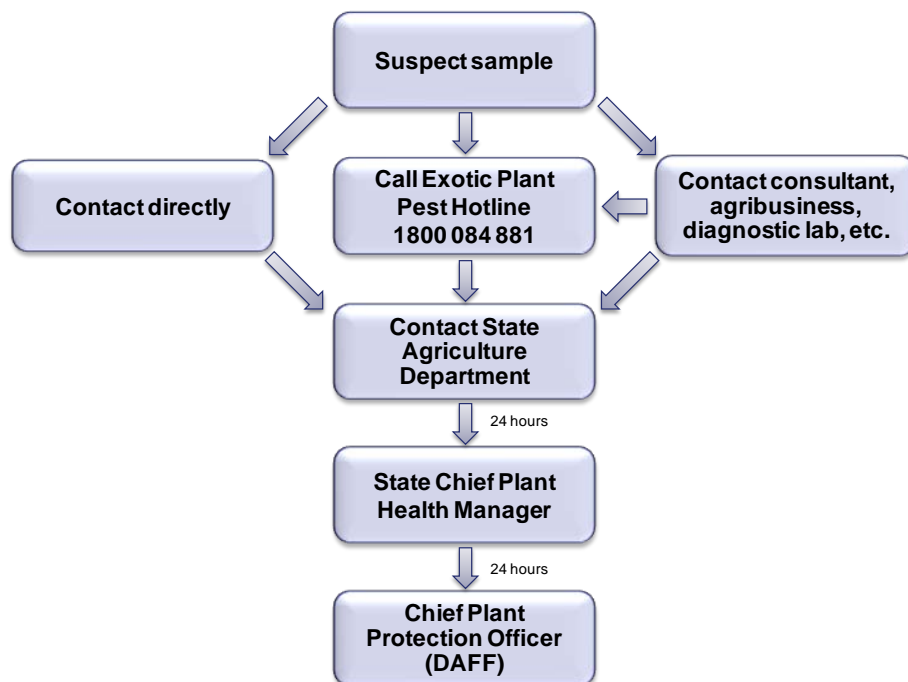 Suspect sample
Contact directly
Call Exotic Plant
Pest Hotline
1800 084 881
Contact consultant,
agribusiness,
diagnostic lab, etc.
Contact State
Agriculture
Department
24 hours
State Chief Plant
Health Manager
24 hours
Chief Plant
Protection Officer
(DAFF)